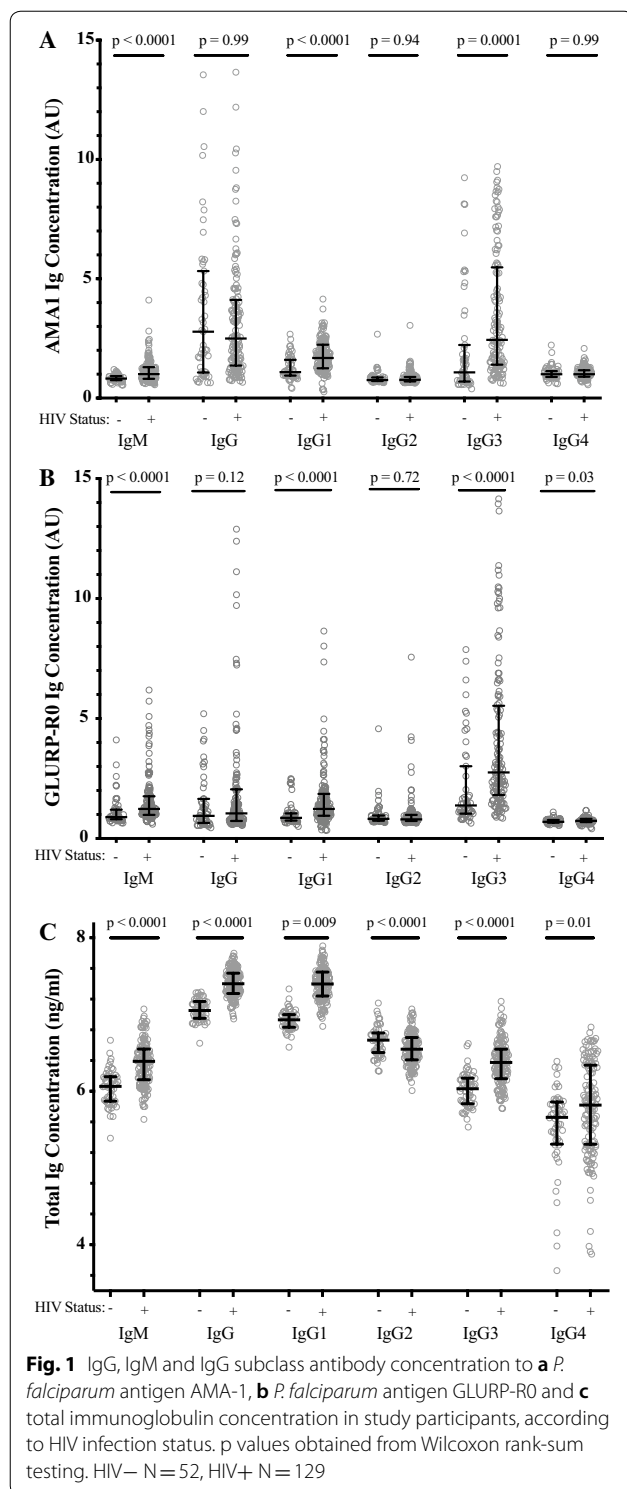 A
p < 0.0001 p = 0.99 p < 0.0001 p = 0.94 p = 0.0001 p = 0.99
AMA1 Ig Concentration (AU)
15
10
5
0
HIV Status: - + - + - + - + - + - +
IgM IgG IgG1 IgG2 IgG3 IgG4
B
p < 0.0001 p = 0.12 p < 0.0001 p = 0.72 p < 0.0001 p = 0.03
GLURP-R0 Ig Concentration (AU)
15
10
5
0
HIV Status: - + - + - + - + - + - +
IgM IgG IgG1 IgG2 IgG3 IgG4
C
p < 0.0001 p < 0.0001 p = 0.009 p < 0.0001 p < 0.0001 p = 0.01
Total Ig Concentration (ng/ml)
8
6
4
HIV Status: - + - + - + - + - + - +
IgM IgG IgG1 IgG2 IgG3 IgG4
Fig. 1 IgG, IgM and IgG subclass antibody concentration to a P.
falciparum antigen AMA-1, b P. falciparum antigen GLURP-R0 and c
total immunoglobulin concentration in study participants, according
to HIV infection status. p values obtained from Wilcoxon rank-sum
testing. HIV− N = 52, HIV+ N = 129